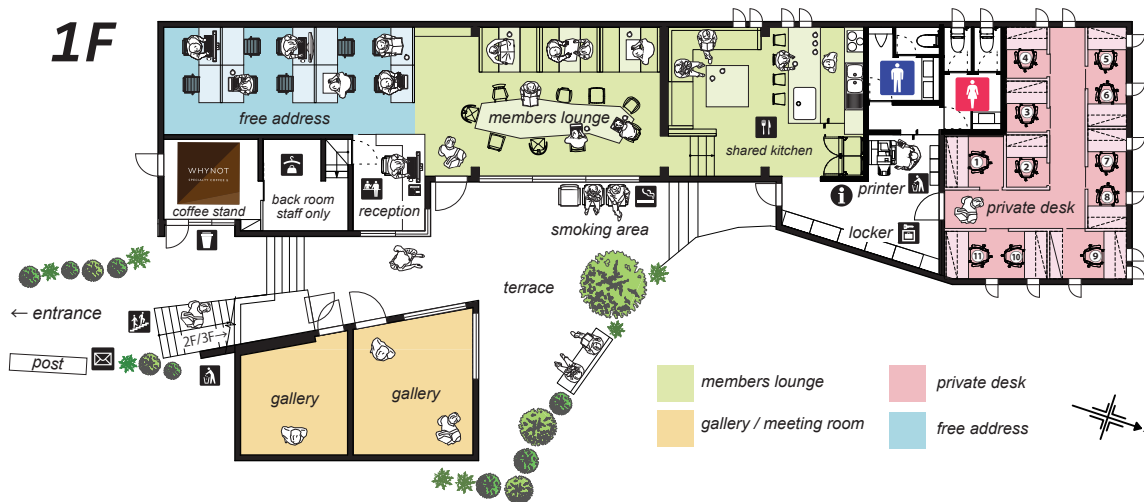 1F
free address
members lounge
shared kitchen
WHYNOT
SPECIALTY COFFEE
coffee stand
back room
staff only
reception
smoking area
printer
locker
private desk
4
5
6
3
1
2
7
8
11
10
9
terrace
← entrance
2F/3F→
post
gallery
gallery
members lounge
private desk
gallery / meeting room
free address